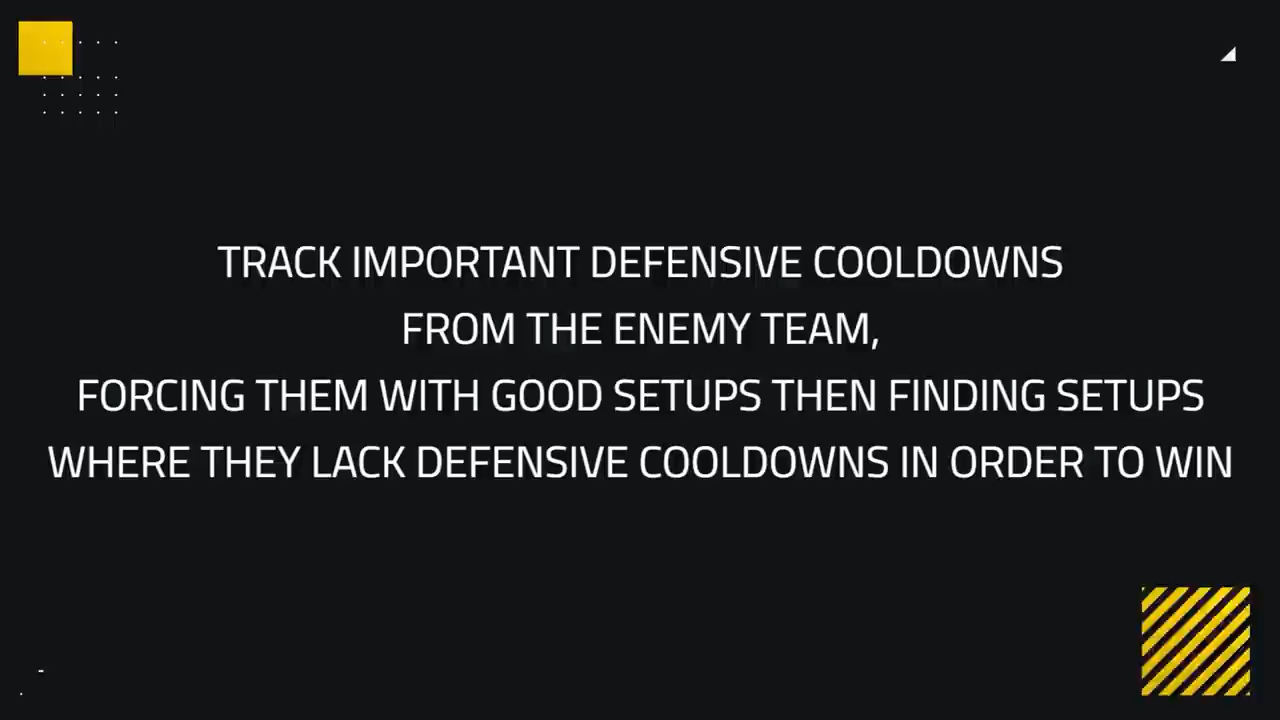 TRACK IMPORTANT DEFENSIVE COOLDOWNS
FROM THE ENEMY TEAM,
FORCING THEM WITH GOOD SETUPS THEN FINDING SETUPS
WHERE THEY LACK DEFENSIVE COOLDOWNS IN ORDER TO WIN